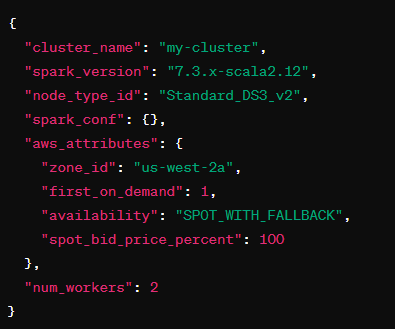 {
  "cluster_name": "my-cluster",
  "spark_version": "7.3.x-scala2.12",
  "node_type_id": "Standard_DS3_v2",
  "spark_conf": {},
  "aws_attributes": {
    "zone_id": "us-west-2a",
    "first_on_demand": 1,
    "availability": "SPOT_WITH_FALLBACK",
    "spot_bid_price_percent": 100
  },
  "num_workers": 2
}